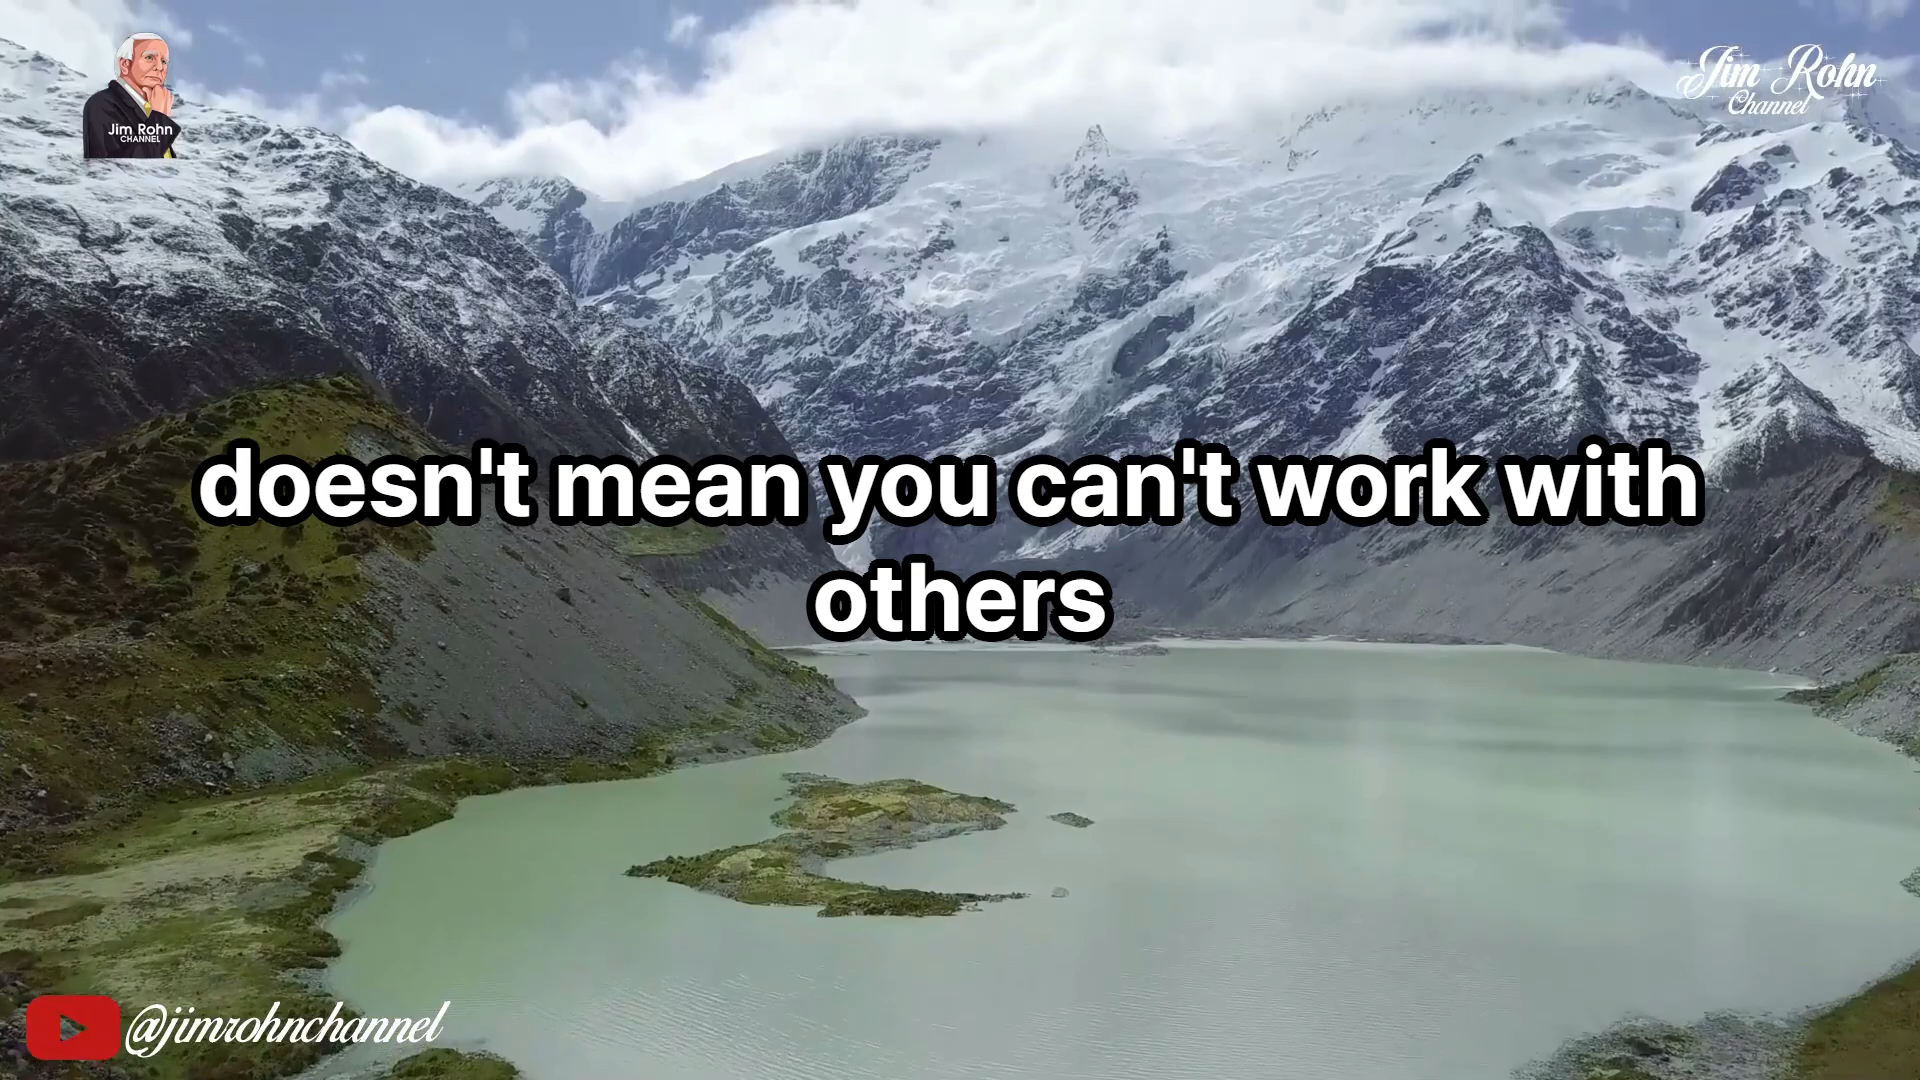 Jim Rohn
CHANNEL
Jim Rohn
Channel
doesn't mean you can't work with
others
@jimrohnchannel